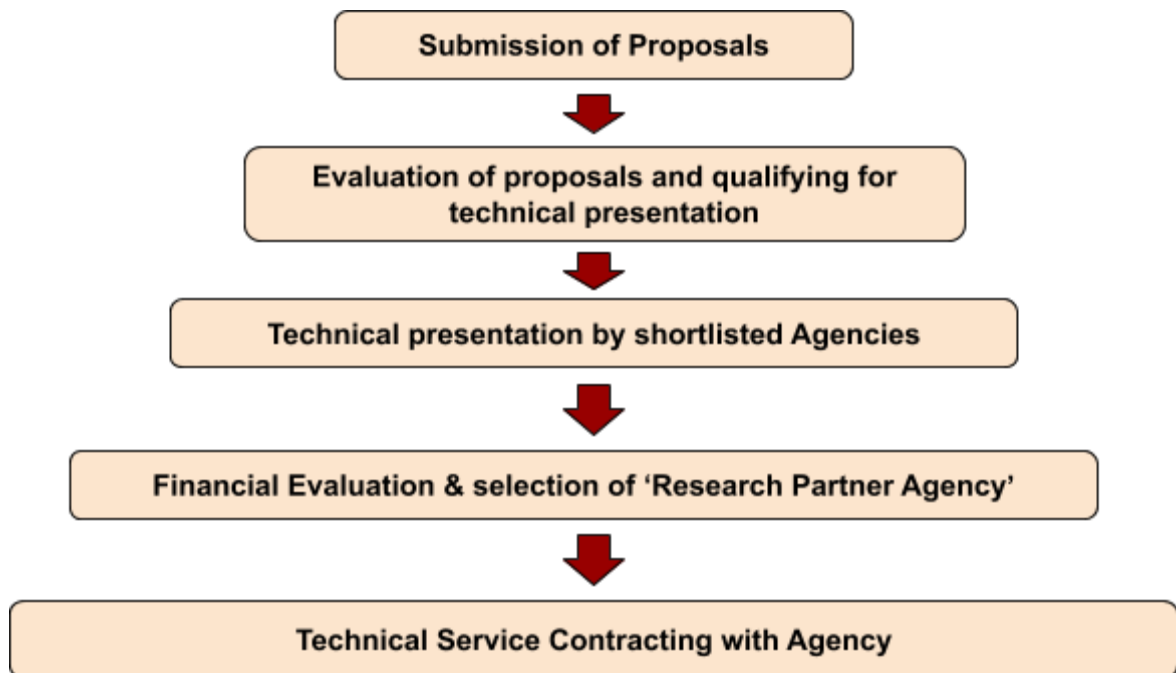 Submission of Proposals
Evaluation of proposals and qualifying for
technical presentation
Technical presentation by shortlisted Agencies
Financial Evaluation & selection of ‘Research Partner Agency’
Technical Service Contracting with Agency